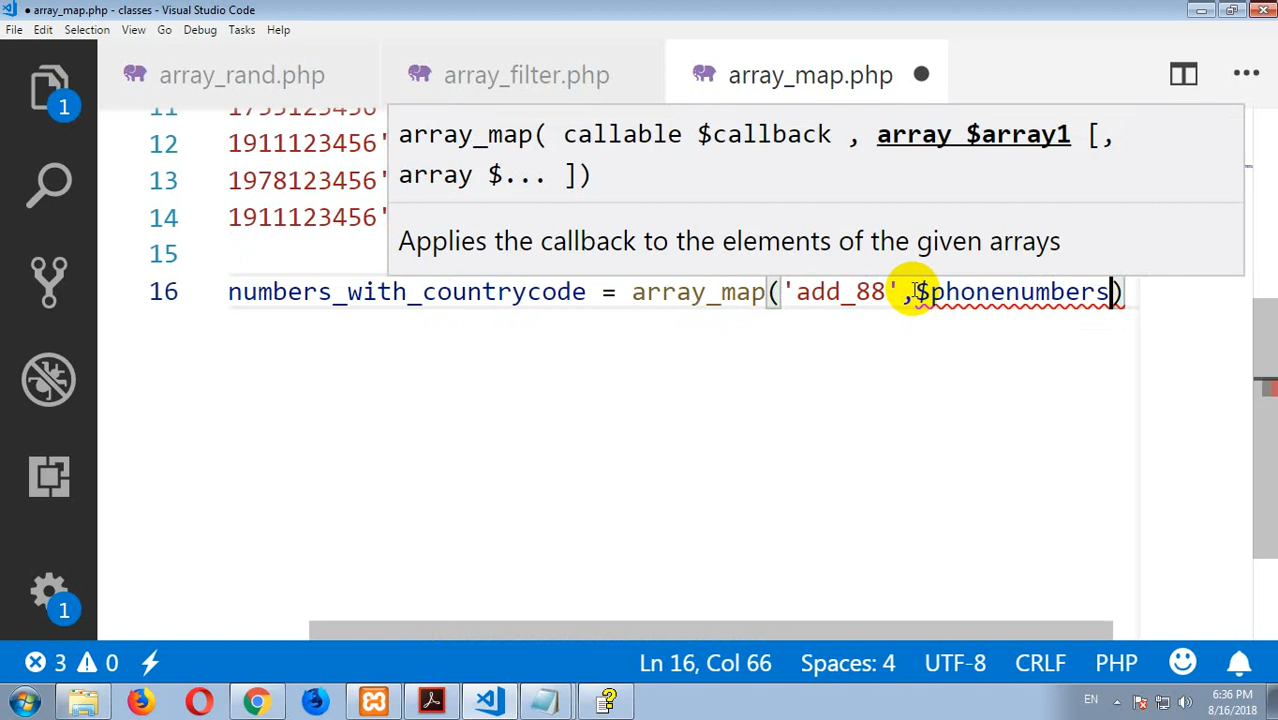 array_map.php - classes - Visual Studio Code
File Edit Selection View Go Debug Tasks Help
array_rand.php array_filter.php array_map.php
11
12 1911123456'
13 1978123456'
14 1911123456'
15
array_map( callable $callback , array $array1 [,
array $... ])
Applies the callback to the elements of the given arrays
16 numbers_with_countrycode = array_map('add_88',$phonenumbers)
1
1
3 0 Ln 16, Col 66 Spaces: 4 UTF-8 CRLF PHP
EN 6:36 PM
8/16/2018